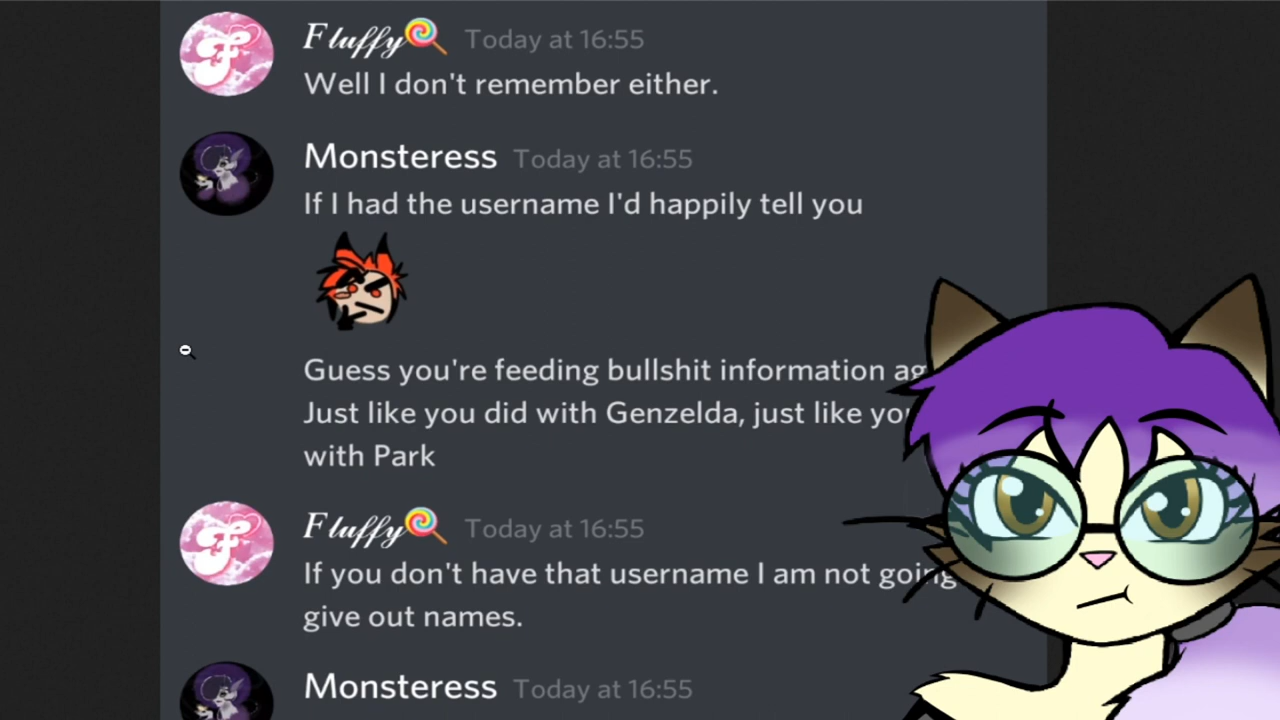 Fluffy🍭 Today at 16:55
Well I don't remember either.
Monsteress Today at 16:55
If I had the username I'd happily tell you
Guess you're feeding bullshit information
Just like you did with Genzelda, just like
with Park
Fluffy🍭 Today at 16:55
If you don't have that username I am not going
give out names.
Monsteress Today at 16:55